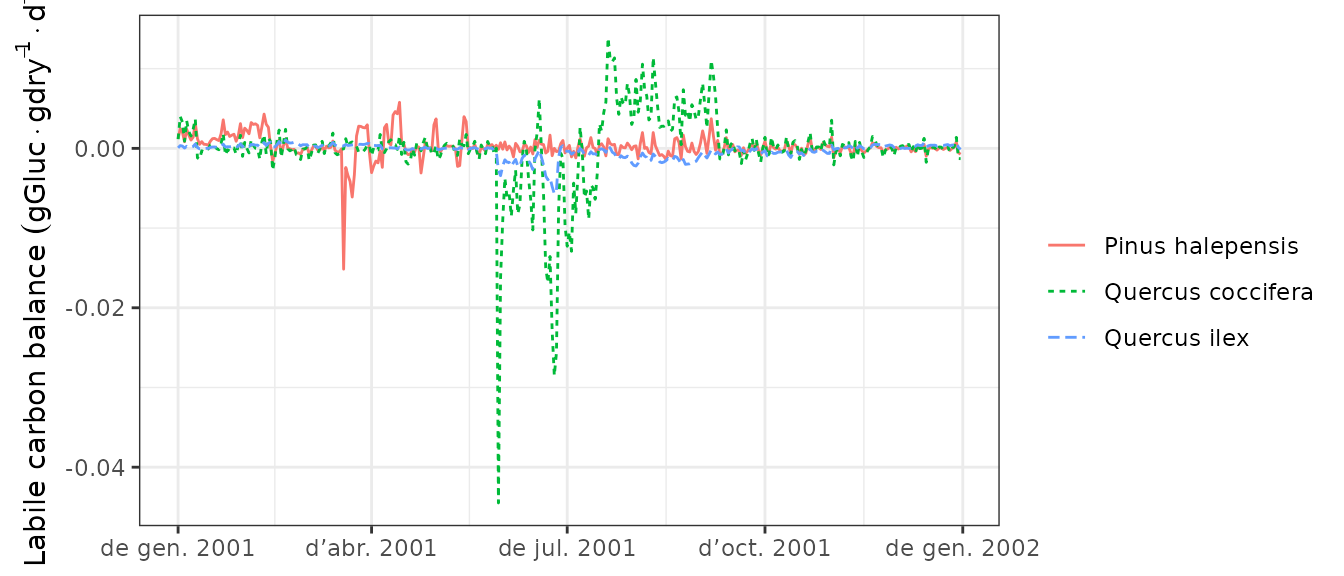 Labile carbon balance (gGluc · gdry⁻¹ · d
0.00
-0.02
-0.04
de gen. 2001
d’abr. 2001
de jul. 2001
d’oct. 2001
de gen. 2002
Pinus halepensis
Quercus coccifera
Quercus ilex